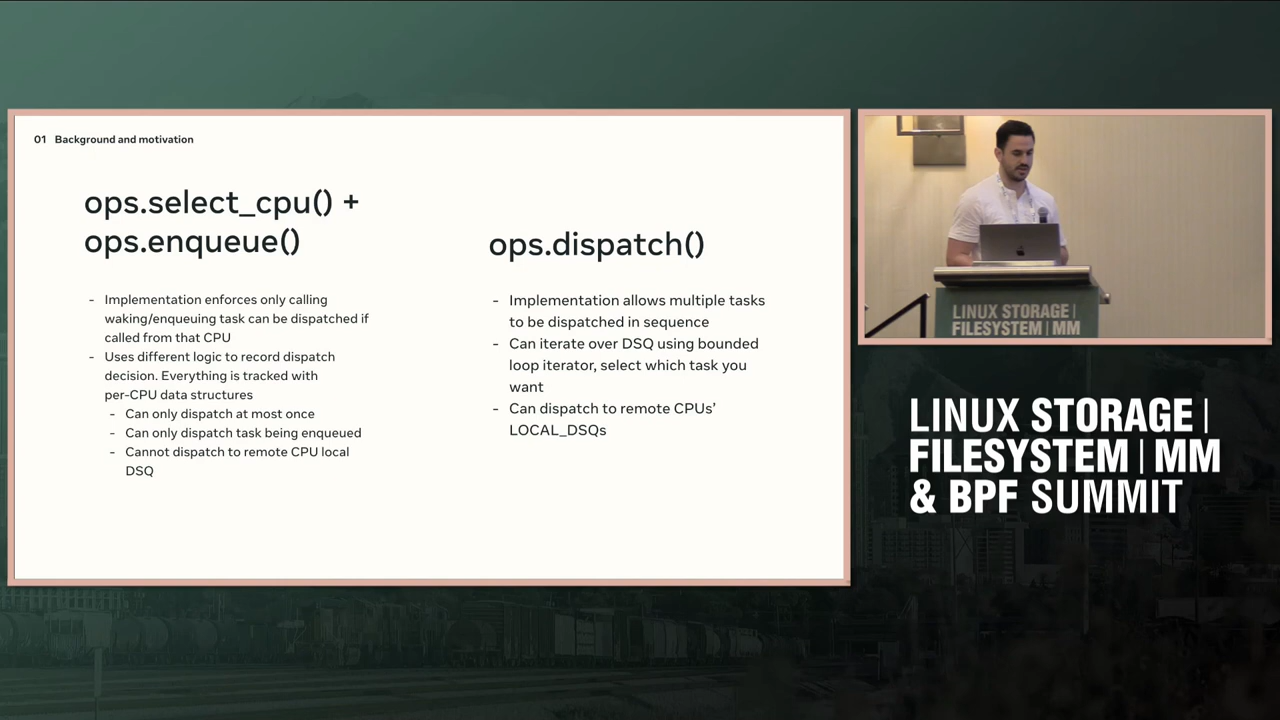 01 Background and motivation
ops.select_cpu() +
ops.enqueue()
- Implementation enforces only calling
waking/enqueuing task can be dispatched if
called from that CPU
- Uses different logic to record dispatch
decision. Everything is tracked with
per-CPU data structures
- Can only dispatch at most once
- Can only dispatch task being enqueued
- Cannot dispatch to remote CPU local
DSQ
ops.dispatch()
- Implementation allows multiple tasks
to be dispatched in sequence
- Can iterate over DSQ using bounded
loop iterator, select which task you
want
- Can dispatch to remote CPUs’
LOCAL_DSQs
LINUX STORAGE |
FILESYSTEM | MM
LINUX STORAGE |
FILESYSTEM | MM
& BPF SUMMIT